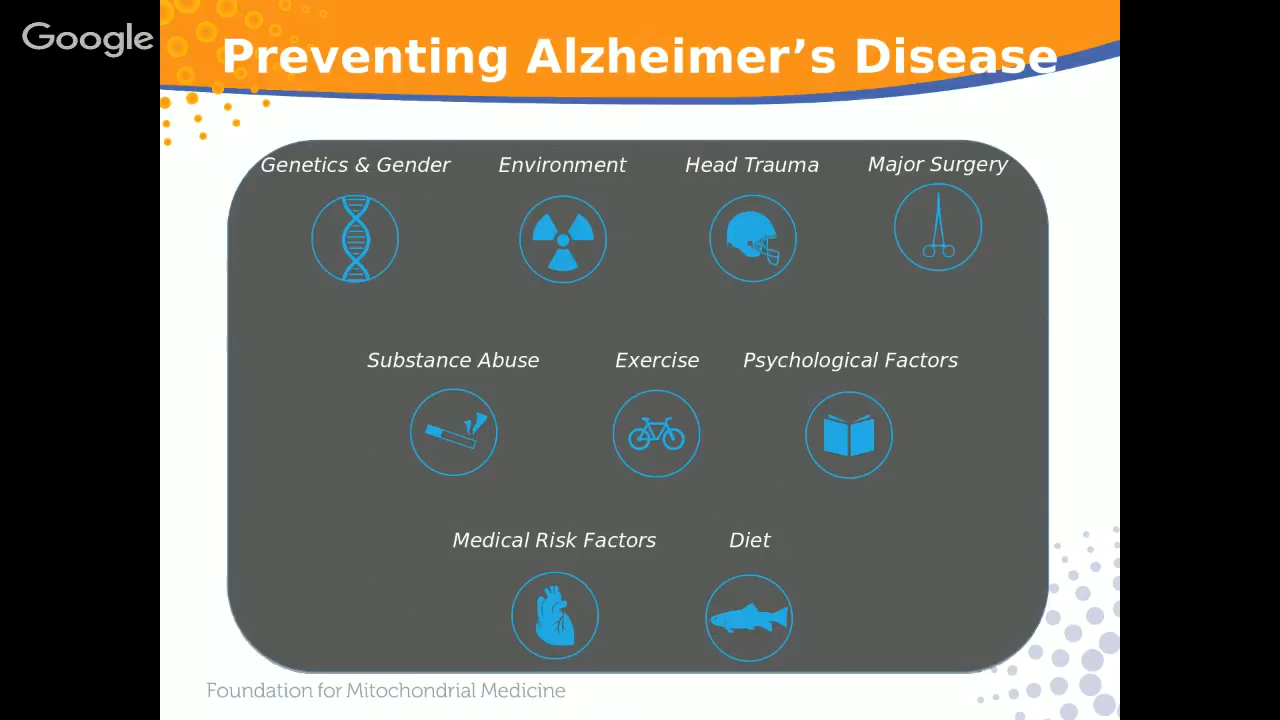 Google
Preventing Alzheimer’s Disease
Genetics & Gender
Environment
Head Trauma
Major Surgery
Substance Abuse
Exercise
Psychological Factors
Medical Risk Factors
Diet
Foundation for Mitochondrial Medicine